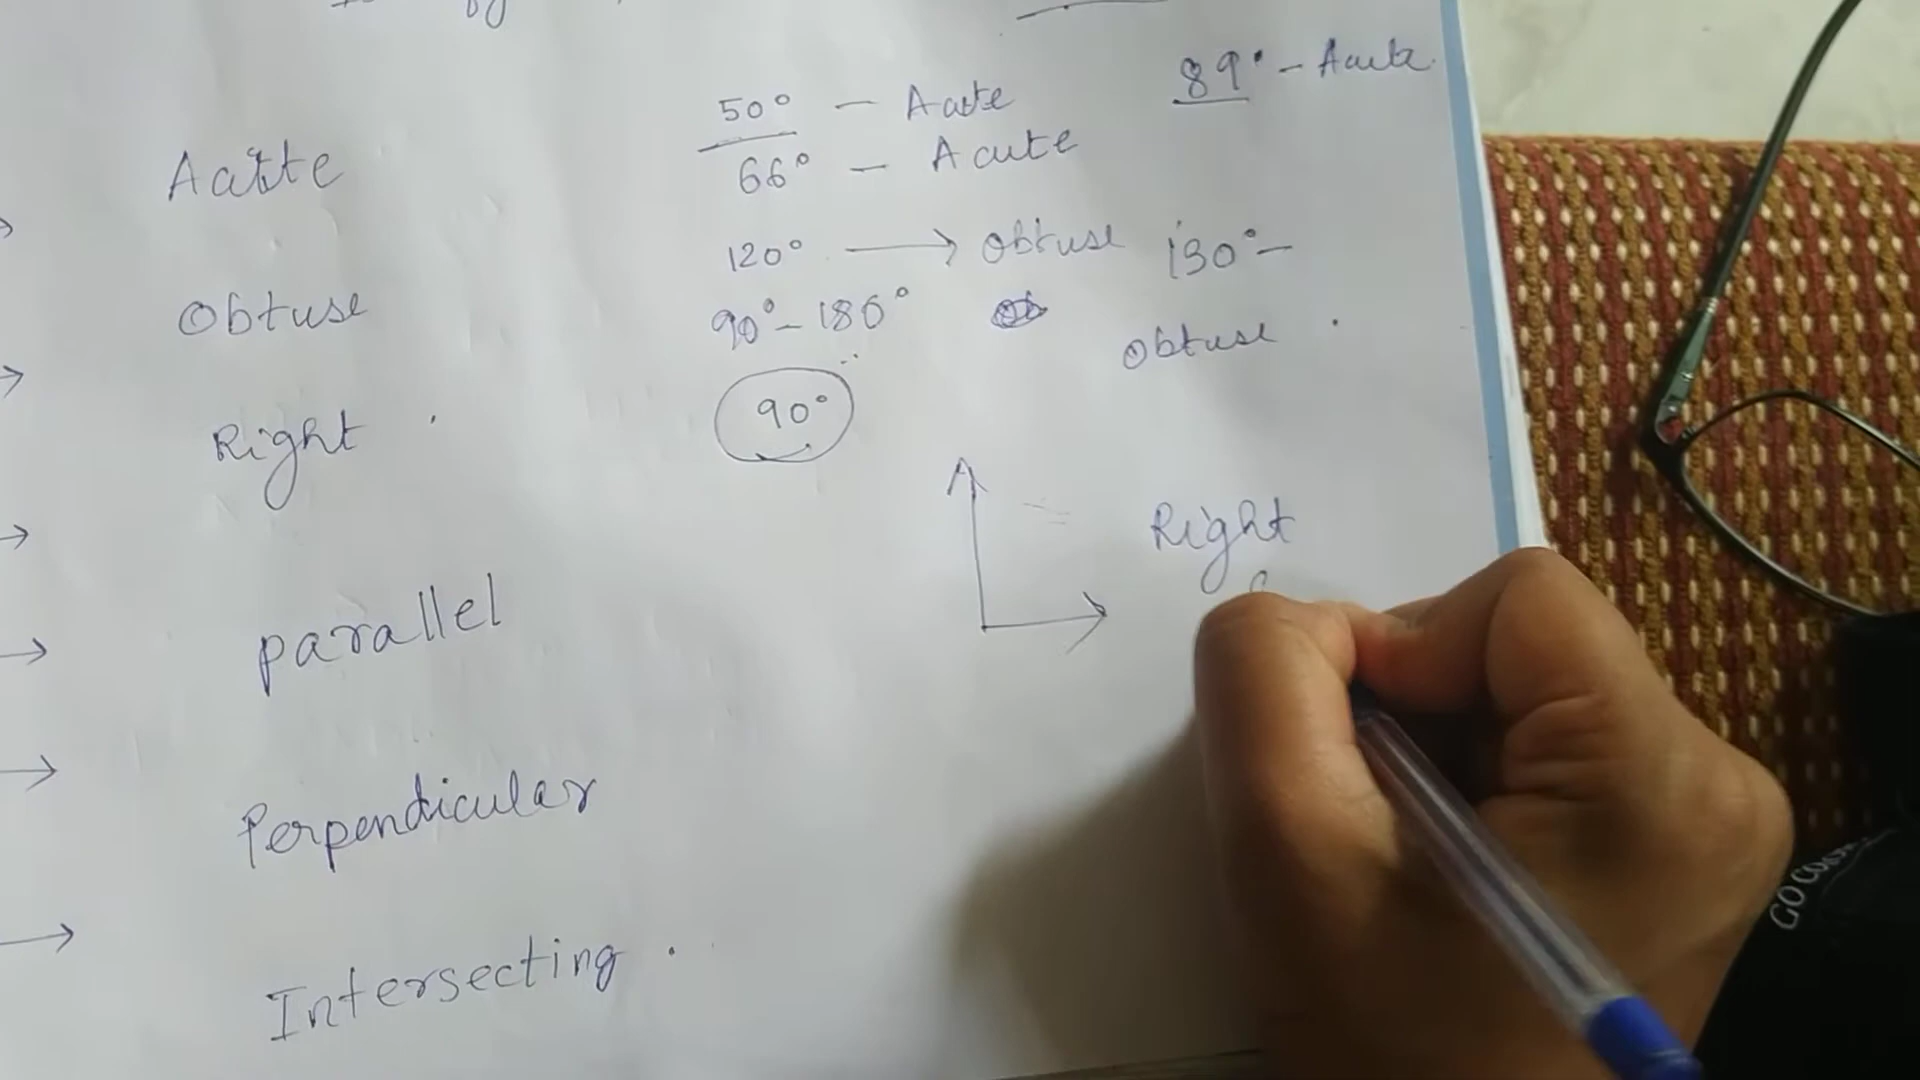 89° - Acute
50° - Acute
Acute
66° - Acute
120° → Obtuse 130° -
Obtuse
90° - 180°
Obtuse
90°
Right
Right
parallel
Perpendicular
Intersecting